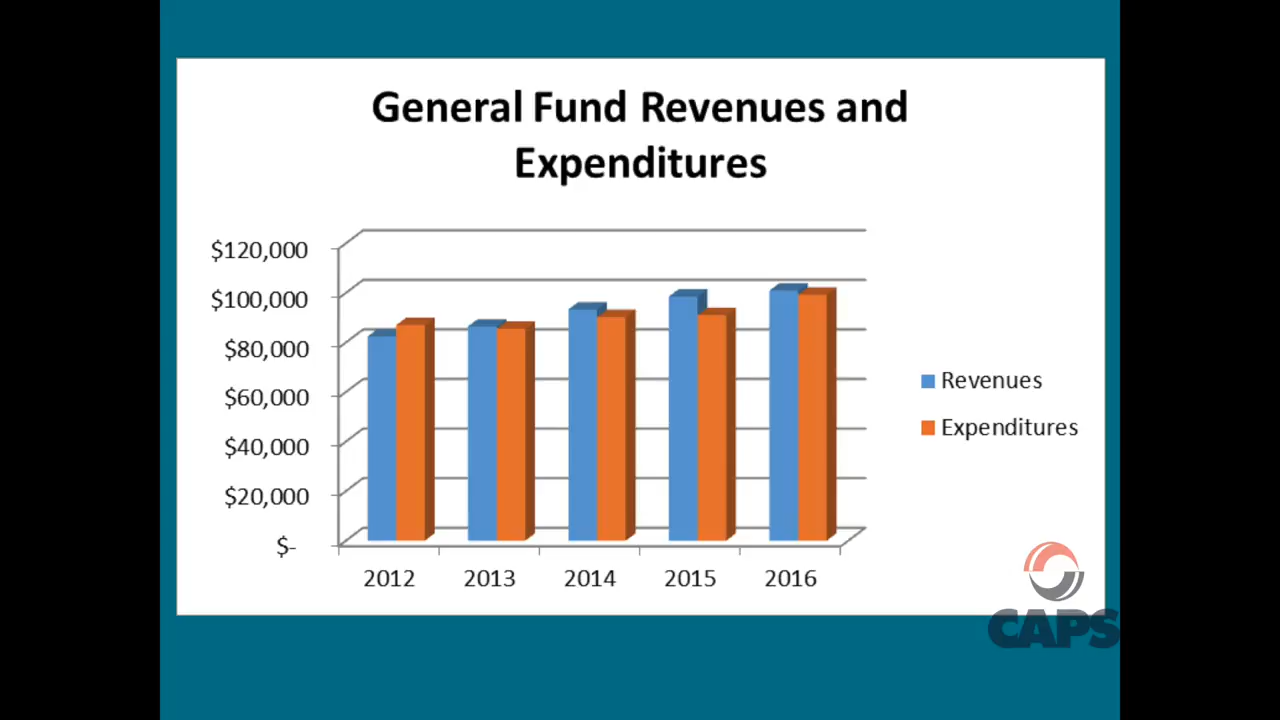 General Fund Revenues and
Expenditures
$120,000
$100,000
$80,000
$60,000
$40,000
$20,000
$-
2012 2013 2014 2015 2016
Revenues
Expenditures
CAPS